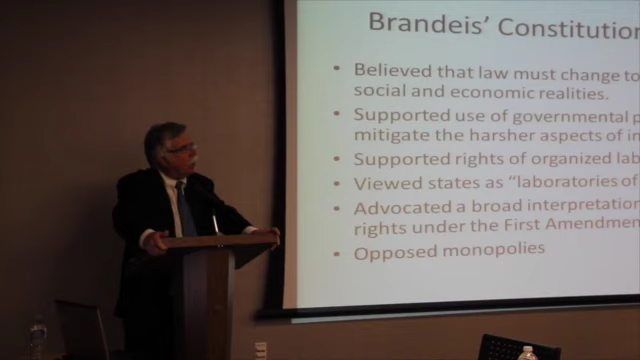 Brandeis' Constitution
• Believed that law must change to
social and economic realities.
• Supported use of governmental p
mitigate the harsher aspects of in
• Supported rights of organized lab
• Viewed states as "laboratories of
• Advocated a broad interpretation
rights under the First Amendmen
• Opposed monopolies